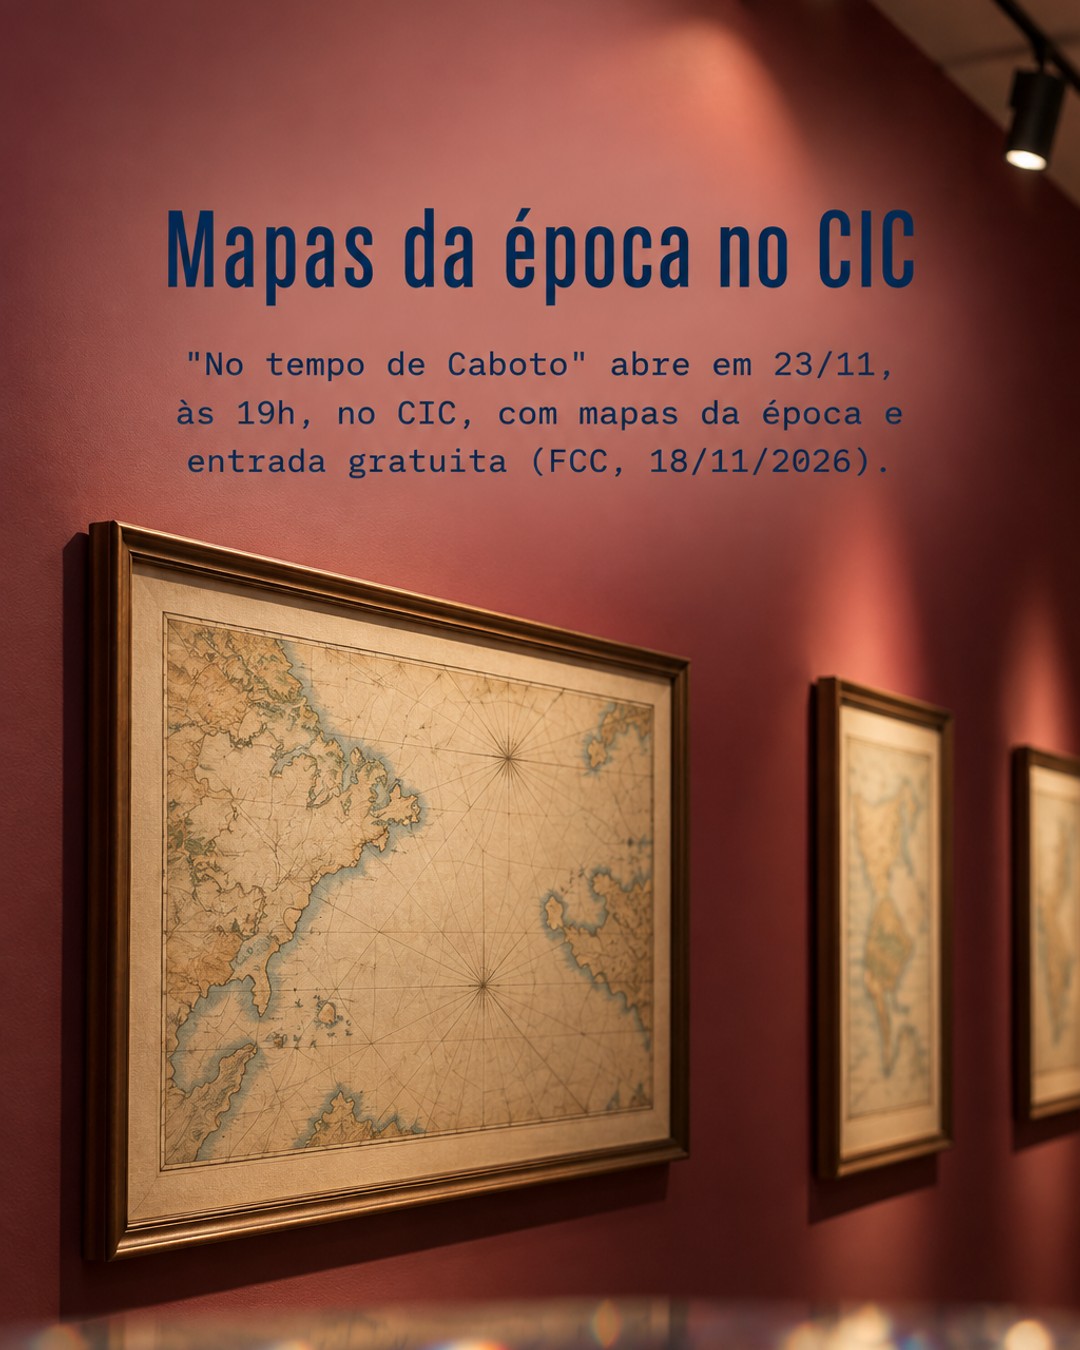 Mapas da época no CIC
"No tempo de Caboto" abre em 23/11,
às 19h, no CIC, com mapas da época e
entrada gratuita (FCC, 18/11/2026).